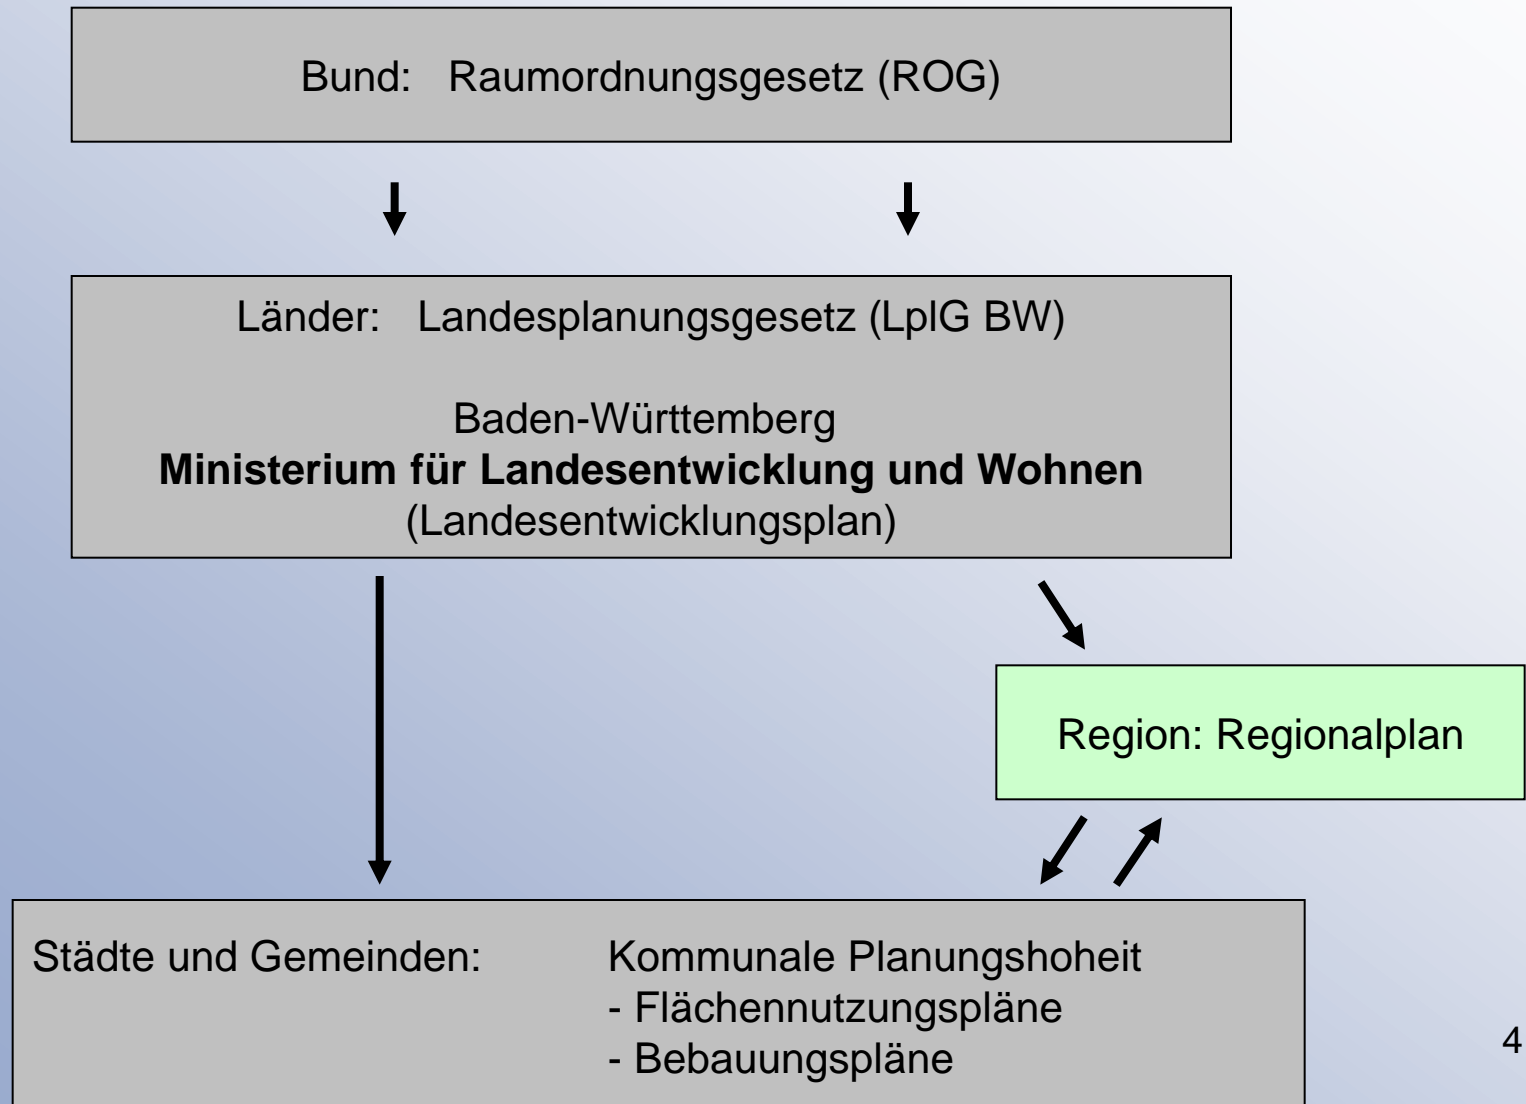 Bund: Raumordnungsgesetz (ROG)
Länder: Landesplanungsgesetz (LplG BW)
Baden-Württemberg
Ministerium für Landesentwicklung und Wohnen
(Landesentwicklungsplan)
Region: Regionalplan
Städte und Gemeinden: Kommunale Planungshoheit
- Flächennutzungspläne
- Bebauungspläne
4